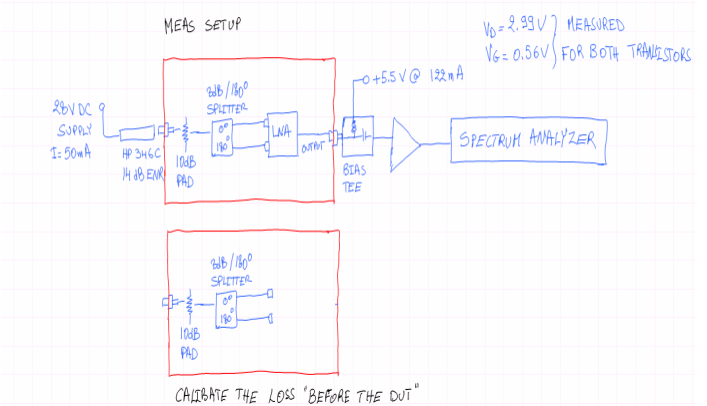 MEAS SETUP
VD = 2.99V } MEASURED
VG = 0.56V } FOR BOTH TRANSISTORS
+5.5V @ 122mA
3dB/180°
SPLITTER
28V DC
SUPPLY
I=50mA
HP 346C
14 dB ENR
10dB
PAD
0°
180°
LNA
OUTPUT
BIAS
TEE
SPECTRUM ANALYZER
3dB/180°
SPLITTER
0°
180°
10dB
PAD
CALIBATE THE LOSS "BEFORE THE DUT"